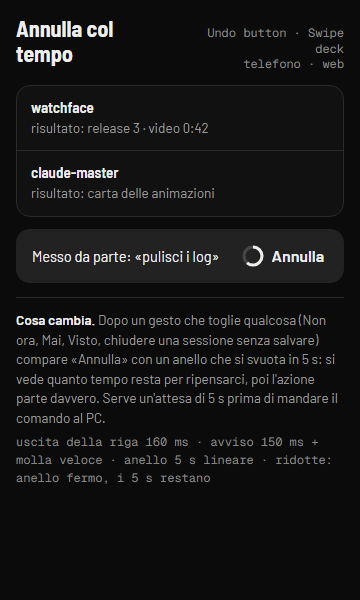 Annulla col
tempo
Undo button · Swipe
deck
telefono · web
watchface
risultato: release 3 · video 0:42
claude-master
risultato: carta delle animazioni
Messo da parte: «pulisci i log»
Annulla
Cosa cambia. Dopo un gesto che toglie qualcosa (Non
ora, Mai, Visto, chiudere una sessione senza salvare)
compare «Annulla» con un anello che si svuota in 5 s: si
vede quanto tempo resta per ripensarci, poi l'azione
parte davvero. Serve un'attesa di 5 s prima di mandare il
comando al PC.
uscita della riga 160 ms · avviso 150 ms +
molla veloce · anello 5 s lineare · ridotte:
anello fermo, i 5 s restano